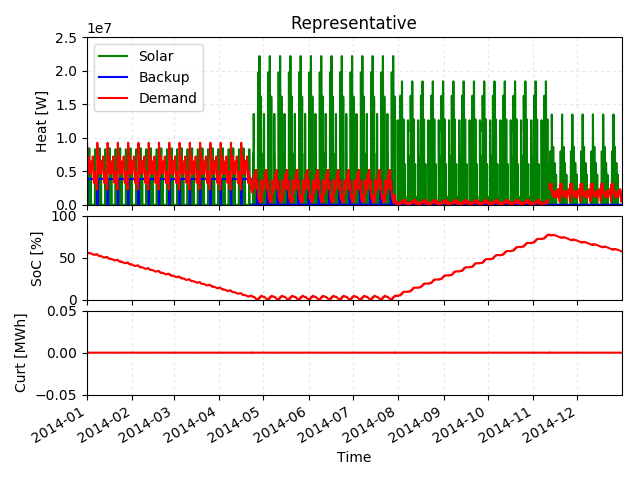 Representative
1e7
2.5
2.0
1.5
1.0
0.5
0.0
Heat [W]
Solar
Backup
Demand
100
50
0
SoC [%]
0.05
0.00
−0.05
Curt [MWh]
2014-01
2014-02
2014-03
2014-04
2014-05
2014-06
2014-07
2014-08
2014-09
2014-10
2014-11
2014-12
Time